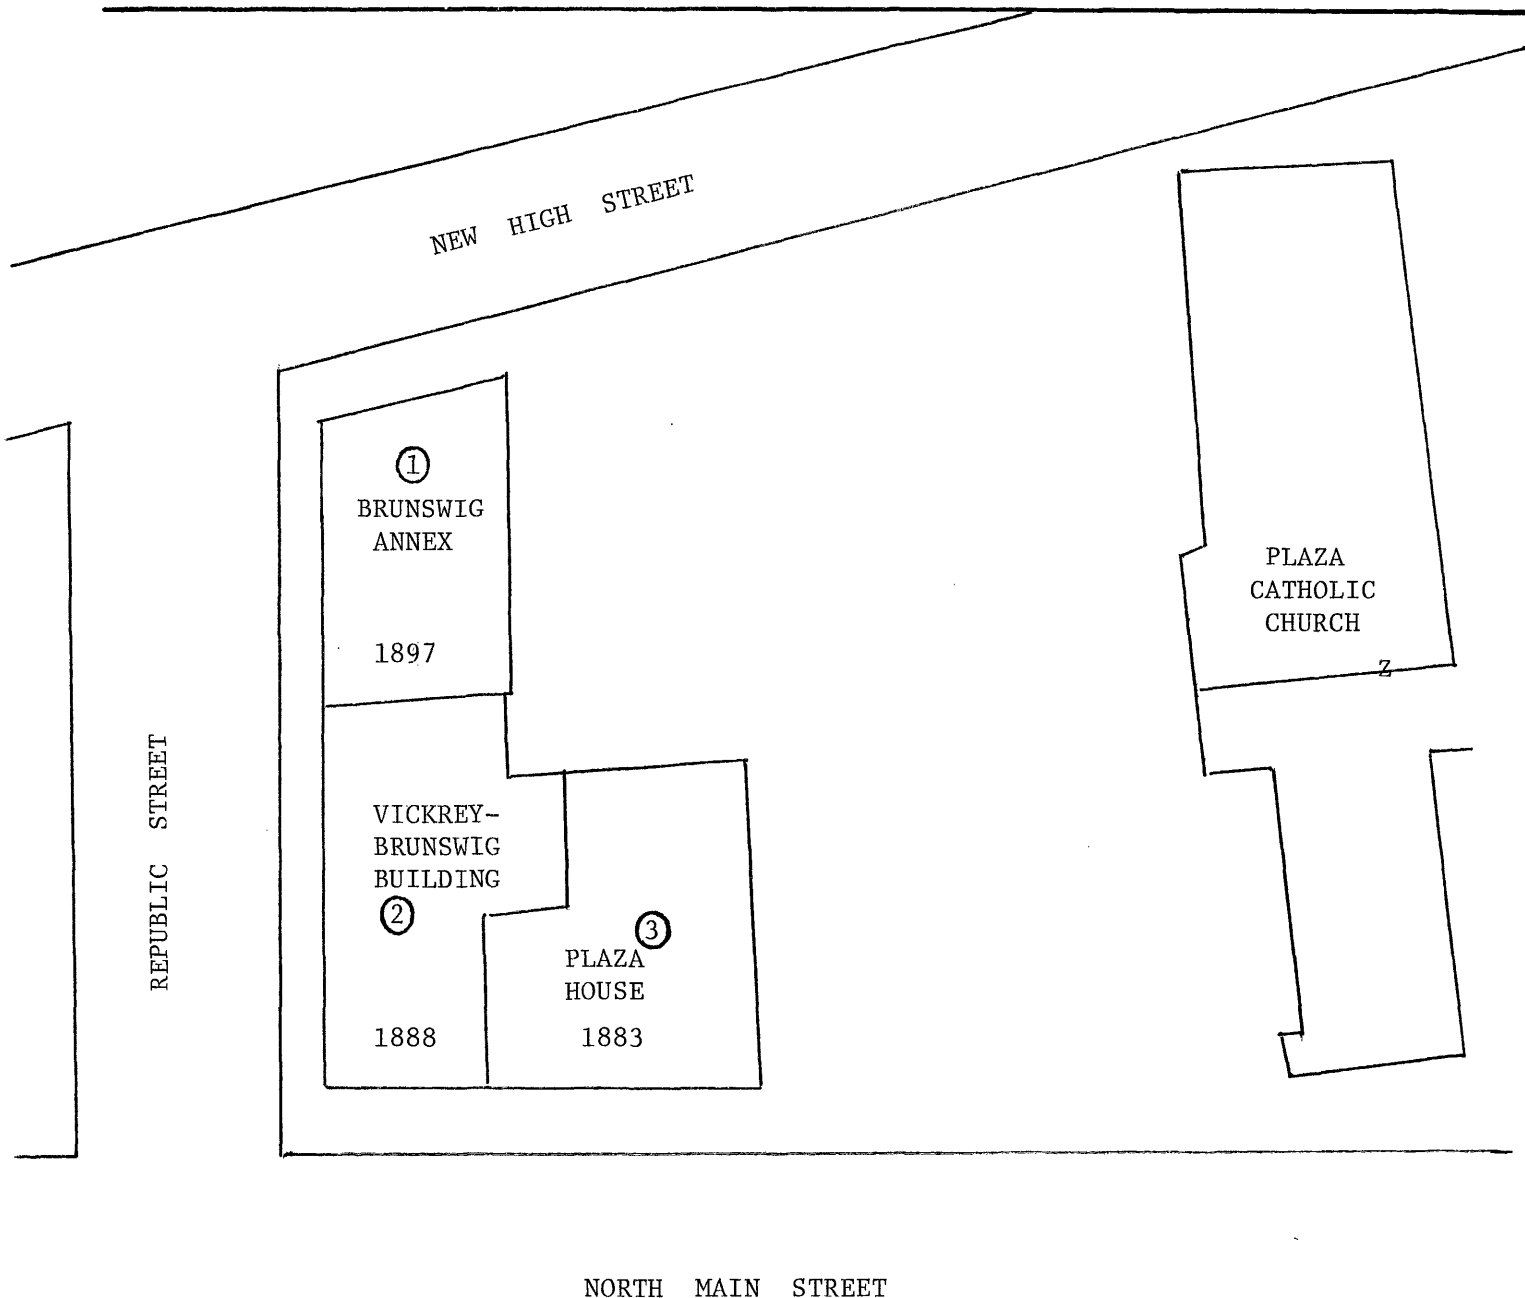 NEW HIGH STREET
1
BRUNSWIG
ANNEX
1897
PLAZA
CATHOLIC
CHURCH
Z
REPUBLIC STREET
VICKREY-
BRUNSWIG
BUILDING
2
1888
3
PLAZA
HOUSE
1883
NORTH MAIN STREET